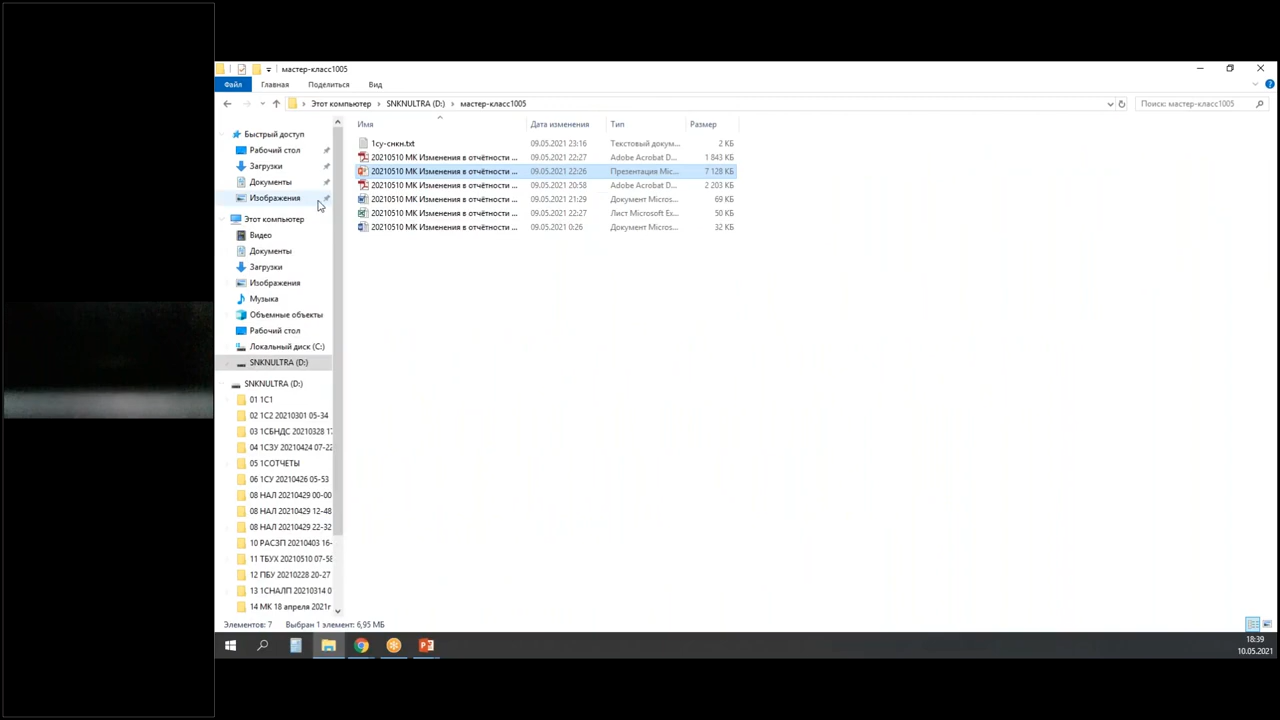 мастер-класс1005
Файл Главная Поделиться Вид
Этот компьютер SNKNULTRA (D:) мастер-класс1005 Поиск: мастер-класс1005
Имя Дата изменения Тип Размер
1су-снкн.txt 09.05.2021 23:16 Текстовый докум... 2 КБ
20210510 МК Изменения в отчётности ... 09.05.2021 22:27 Adobe Acrobat D... 1 843 КБ
20210510 МК Изменения в отчётности ... 09.05.2021 22:26 Презентация Mic... 7 128 КБ
20210510 МК Изменения в отчётности ... 09.05.2021 20:58 Adobe Acrobat D... 2 203 КБ
20210510 МК Изменения в отчётности ... 09.05.2021 21:29 Документ Micros... 69 КБ
20210510 МК Изменения в отчётности ... 09.05.2021 22:27 Лист Microsoft Ex... 50 КБ
20210510 МК Изменения в отчётности ... 09.05.2021 0:26 Документ Micros... 32 КБ
Быстрый доступ
Рабочий стол
Загрузки
Документы
Изображения
Этот компьютер
Видео
Документы
Загрузки
Изображения
Музыка
Объемные объекты
Рабочий стол
Локальный диск (C:)
SNKNULTRA (D:)
SNKNULTRA (D:)
01 1С1
02 1С2 20210301 05-34
03 1СБНДС 20210328 17
04 1СЗУ 20210424 07-22
05 1СОТЧЕТЫ
06 1СУ 20210426 05-53
08 НАЛ 20210429 00-00
08 НАЛ 20210429 12-48
08 НАЛ 20210429 22-32
10 РАСЗП 20210403 16-
11 ТБУХ 20210510 07-58
12 ПБУ 20210228 20-27
13 1СНАЛП 20210314 0
14 МК 18 апреля 2021г
Элементов: 7 Выбран 1 элемент: 6,95 МБ
18:39
10.05.2021